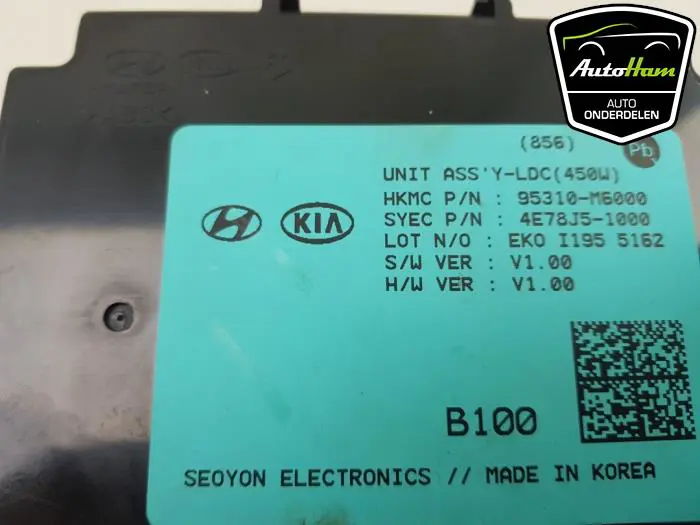 AutoHam
AUTO
ONDERDELEN
(856)
Pb
UNIT ASS'Y-LDC(450W)
HKMC P/N : 95310-M6000
SYEC P/N : 4E78J5-1000
LOT N/O : EKO I195 5162
S/W VER : V1.00
H/W VER : V1.00
KIA
B100
SEOYON ELECTRONICS // MADE IN KOREA